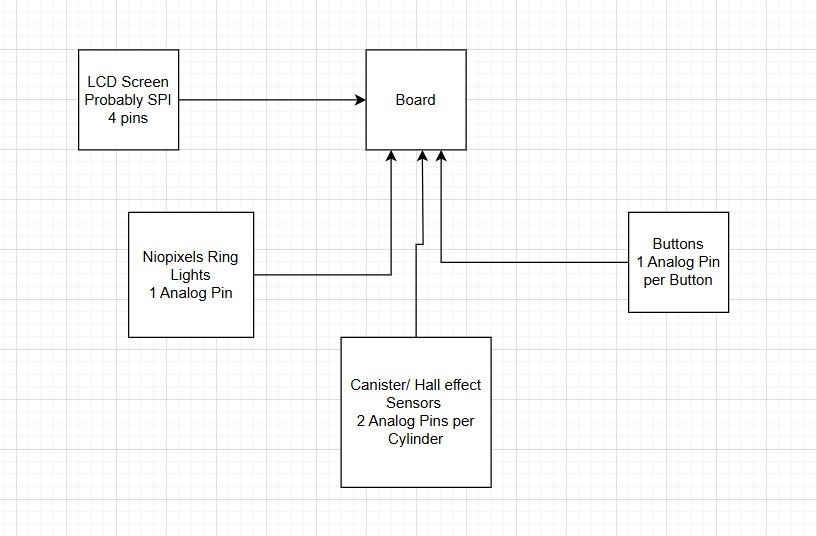 LCD Screen
Probably SPI
4 pins
Board
Niopixels Ring
Lights
1 Analog Pin
Buttons
1 Analog Pin
per Button
Canister/ Hall effect
Sensors
2 Analog Pins per
Cylinder